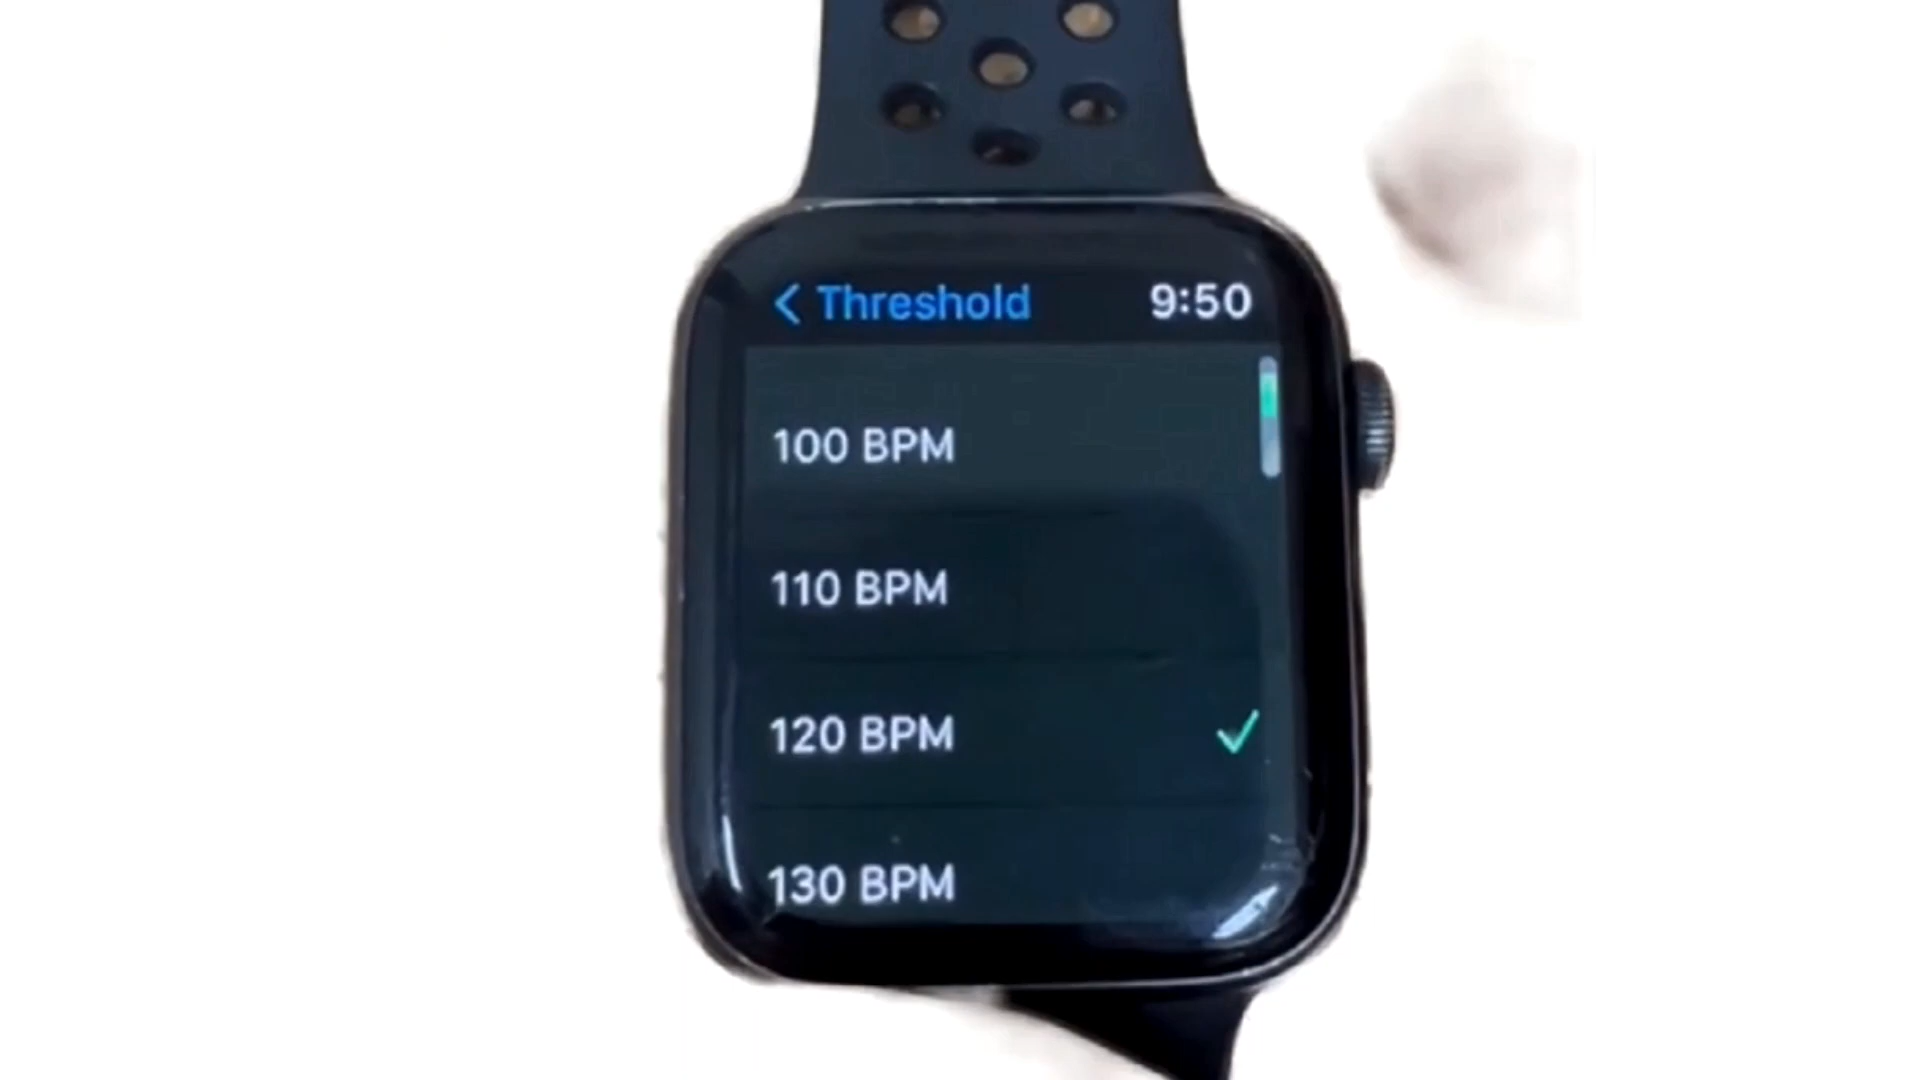 < Threshold 9:50
100 BPM
110 BPM
120 BPM ✓
130 BPM